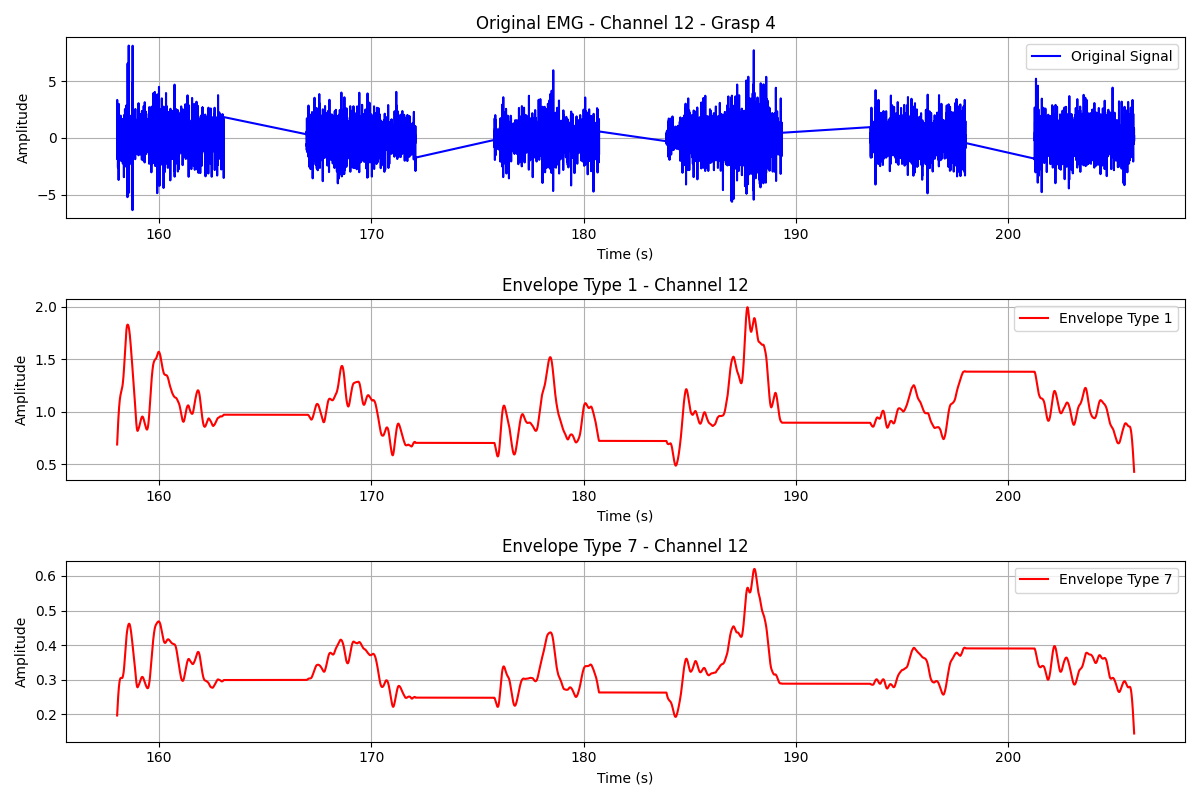 Original EMG - Channel 12 - Grasp 4
Original Signal
5
0
−5
Amplitude
160 170 180 190 200
Time (s)
Envelope Type 1 - Channel 12
Envelope Type 1
2.0
1.5
1.0
0.5
Amplitude
160 170 180 190 200
Time (s)
Envelope Type 7 - Channel 12
Envelope Type 7
0.6
0.5
0.4
0.3
0.2
Amplitude
160 170 180 190 200
Time (s)